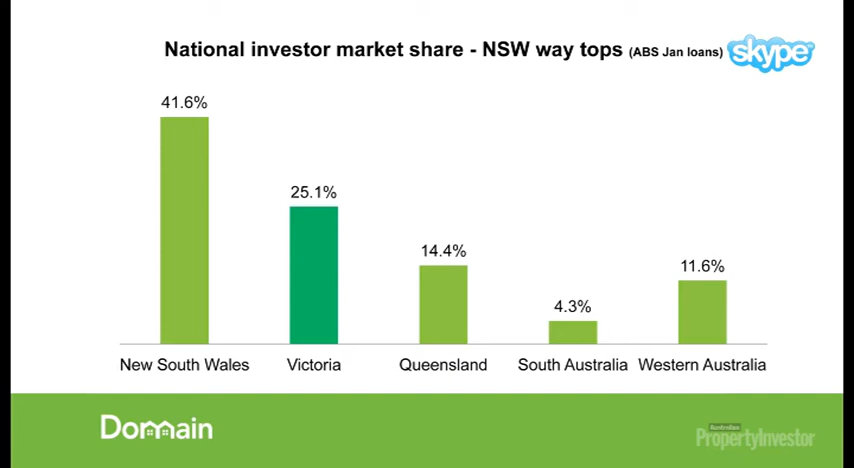 National investor market share - NSW way tops (ABS Jan loans)
skype
41.6%
25.1%
14.4%
4.3%
11.6%
New South Wales Victoria Queensland South Australia Western Australia
Domain
Australian
PropertyInvestor